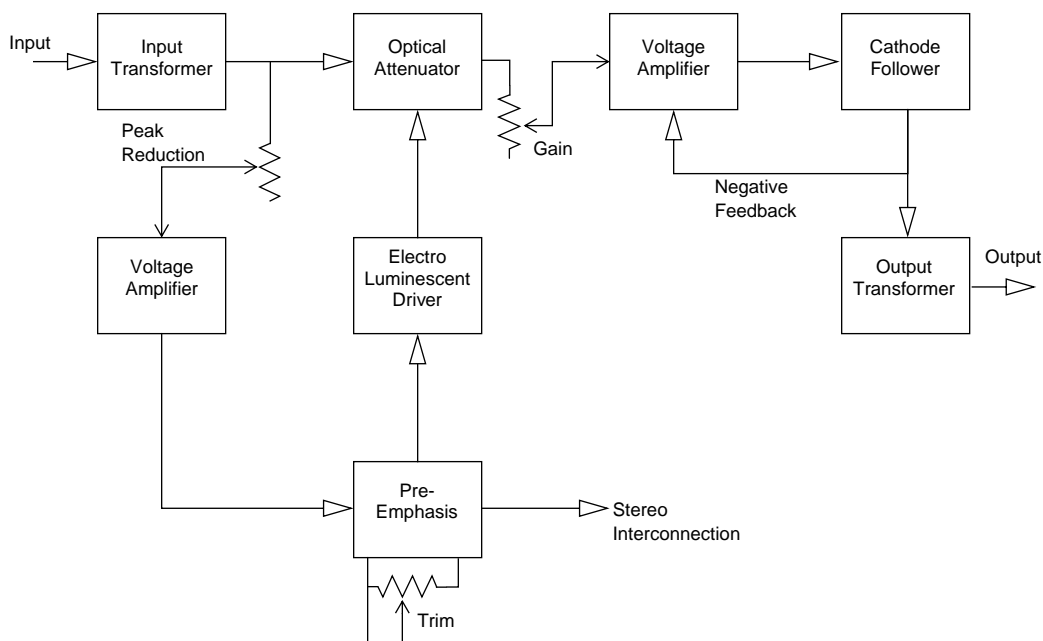 Input
Input
Transformer
Optical
Attenuator
Voltage
Amplifier
Cathode
Follower
Peak
Reduction
Gain
Negative
Feedback
Voltage
Amplifier
Electro
Luminescent
Driver
Output
Transformer
Output
Pre-
Emphasis
Stereo
Interconnection
Trim